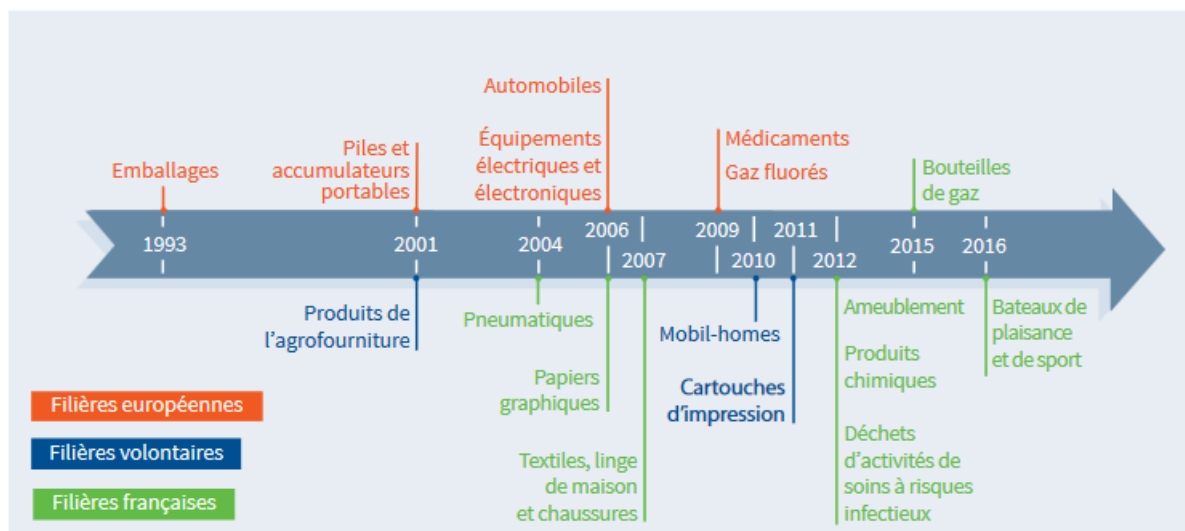 Automobiles
Équipements
électriques et
électroniques
Piles et
accumulateurs
portables
Emballages
Médicaments
Gaz fluorés
Bouteilles
de gaz
1993
2001
2004
2006
2007
2009
2010
2011
2012
2015
2016
Produits de
l'agrofourniture
Pneumatiques
Papiers
graphiques
Textiles, linge
de maison
et chaussures
Mobil-homes
Cartouches
d'impression
Ameublement
Produits
chimiques
Déchets
d'activités de
soins à risques
infectieux
Bateaux de
plaisance
et de sport
Filières européennes
Filières volontaires
Filières françaises